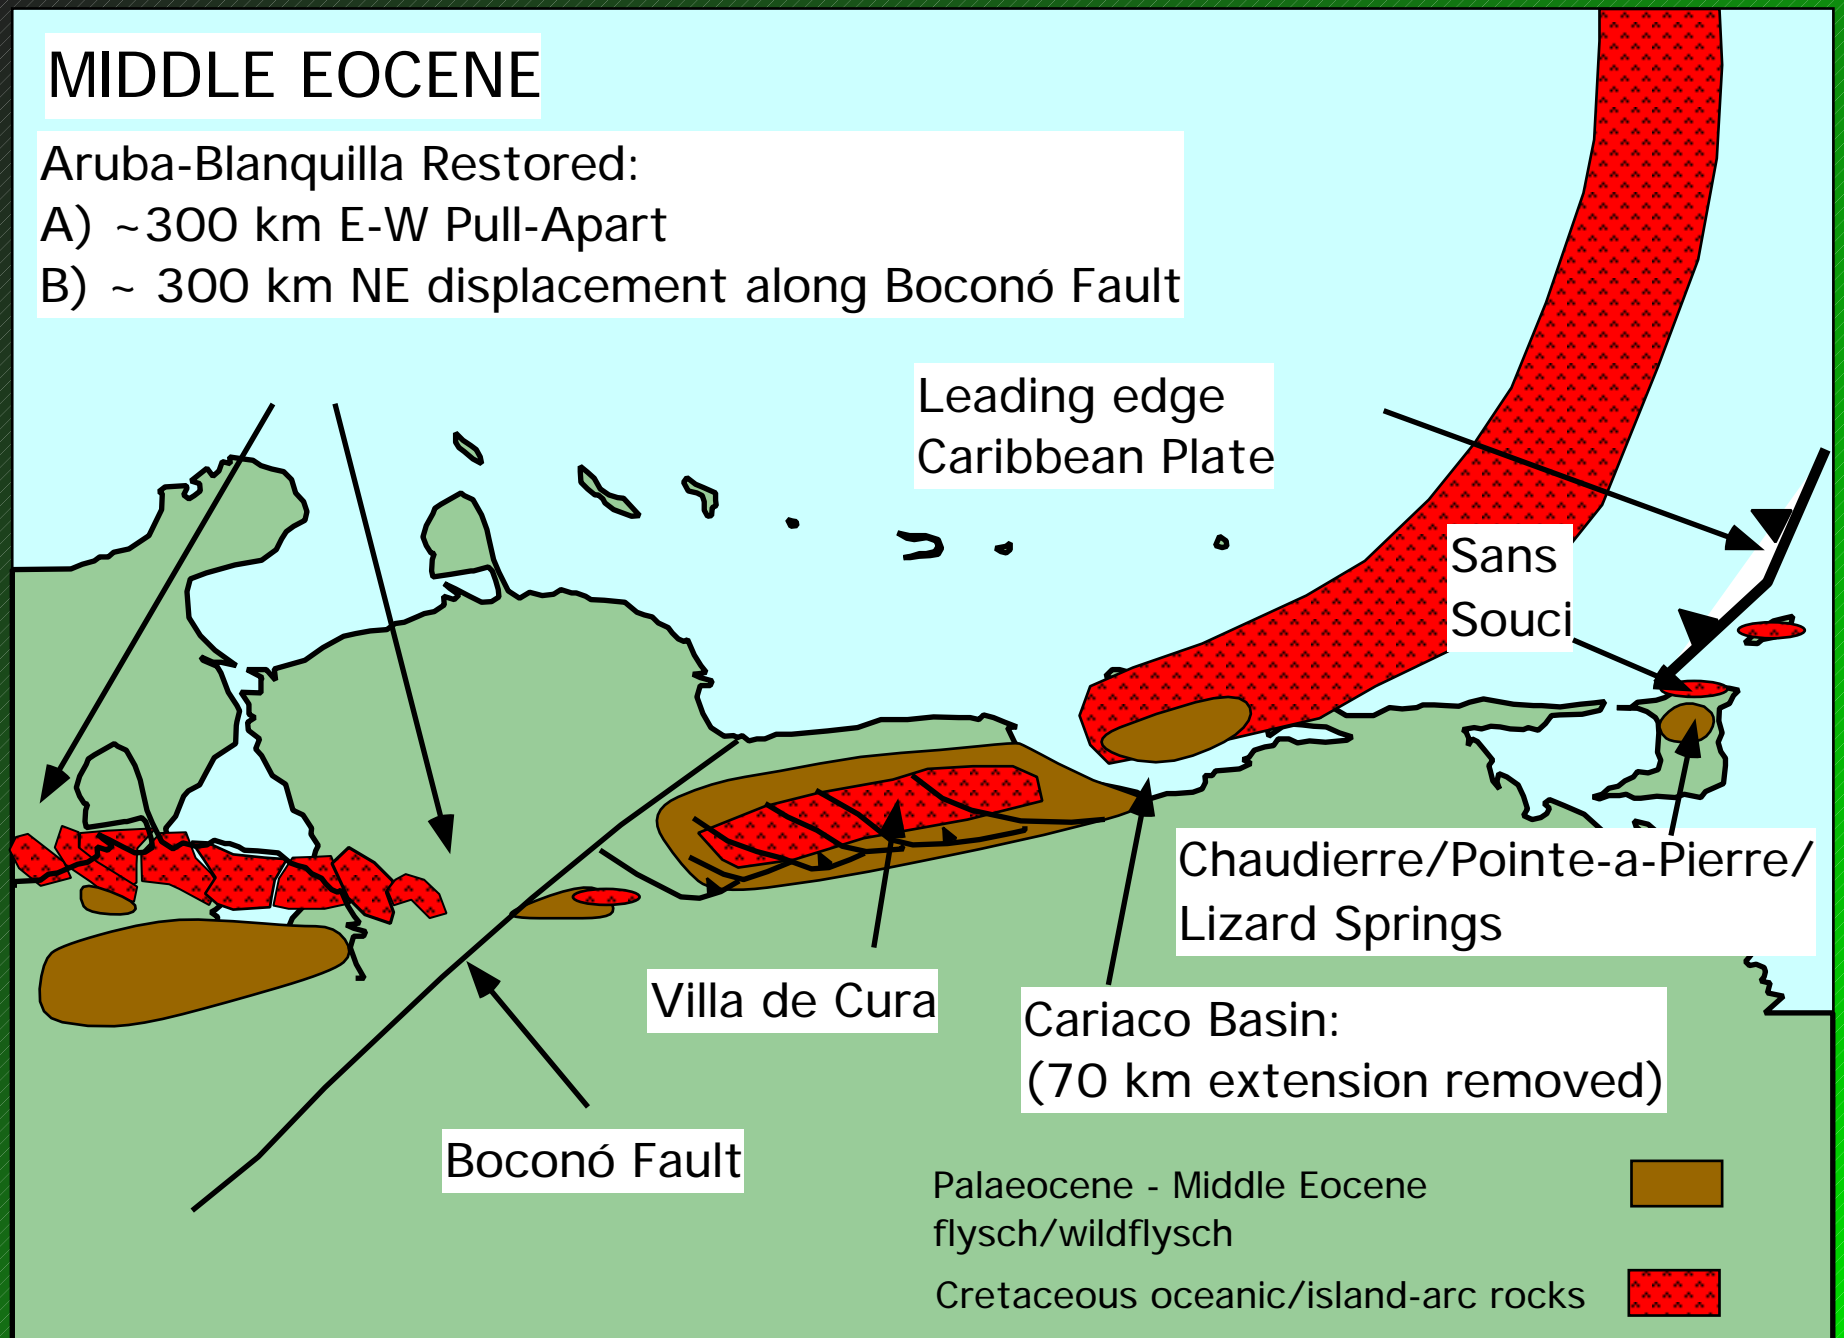 MIDDLE EOCENE
Aruba-Blanquilla Restored:
A) ~300 km E-W Pull-Apart
B) ~ 300 km NE displacement along Boconó Fault
Leading edge
Caribbean Plate
Sans
Souci
Chaudierre/Pointe-a-Pierre/
Lizard Springs
Villa de Cura
Cariaco Basin:
(70 km extension removed)
Boconó Fault
Palaeocene - Middle Eocene
flysch/wildflysch
Cretaceous oceanic/island-arc rocks